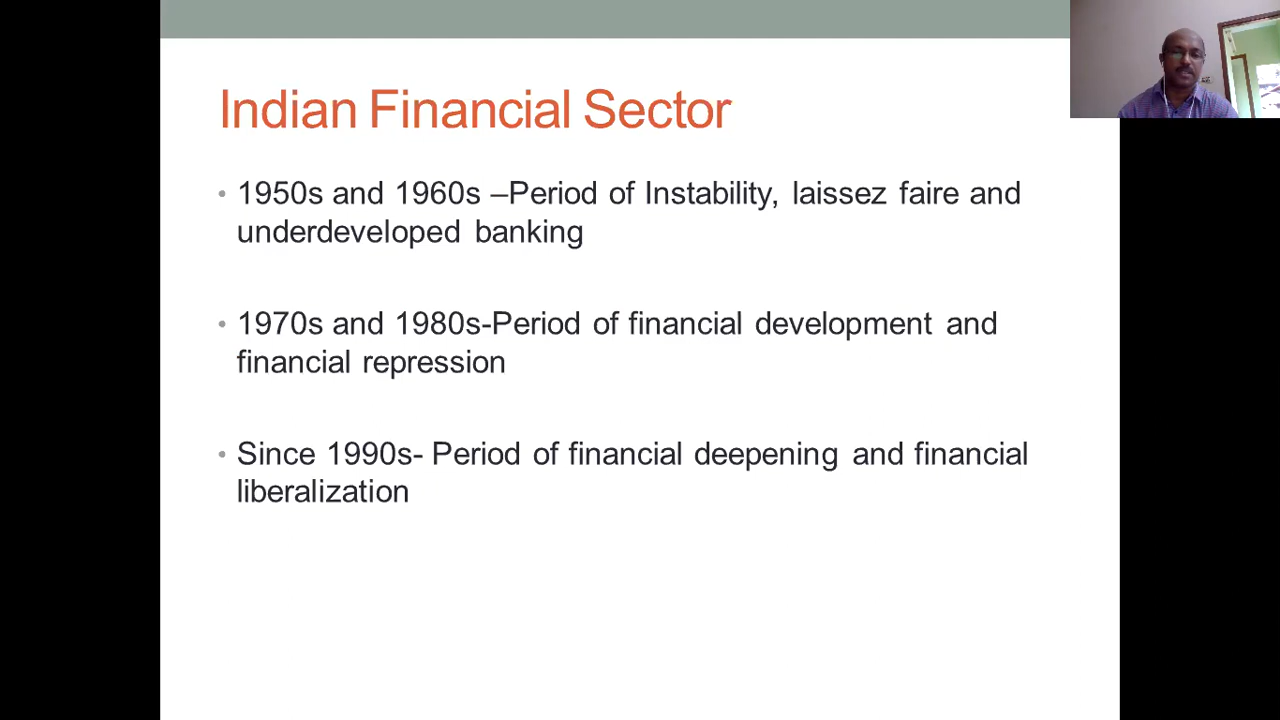 Indian Financial Sector
• 1950s and 1960s –Period of Instability, laissez faire and
underdeveloped banking
• 1970s and 1980s-Period of financial development and
financial repression
• Since 1990s- Period of financial deepening and financial
liberalization